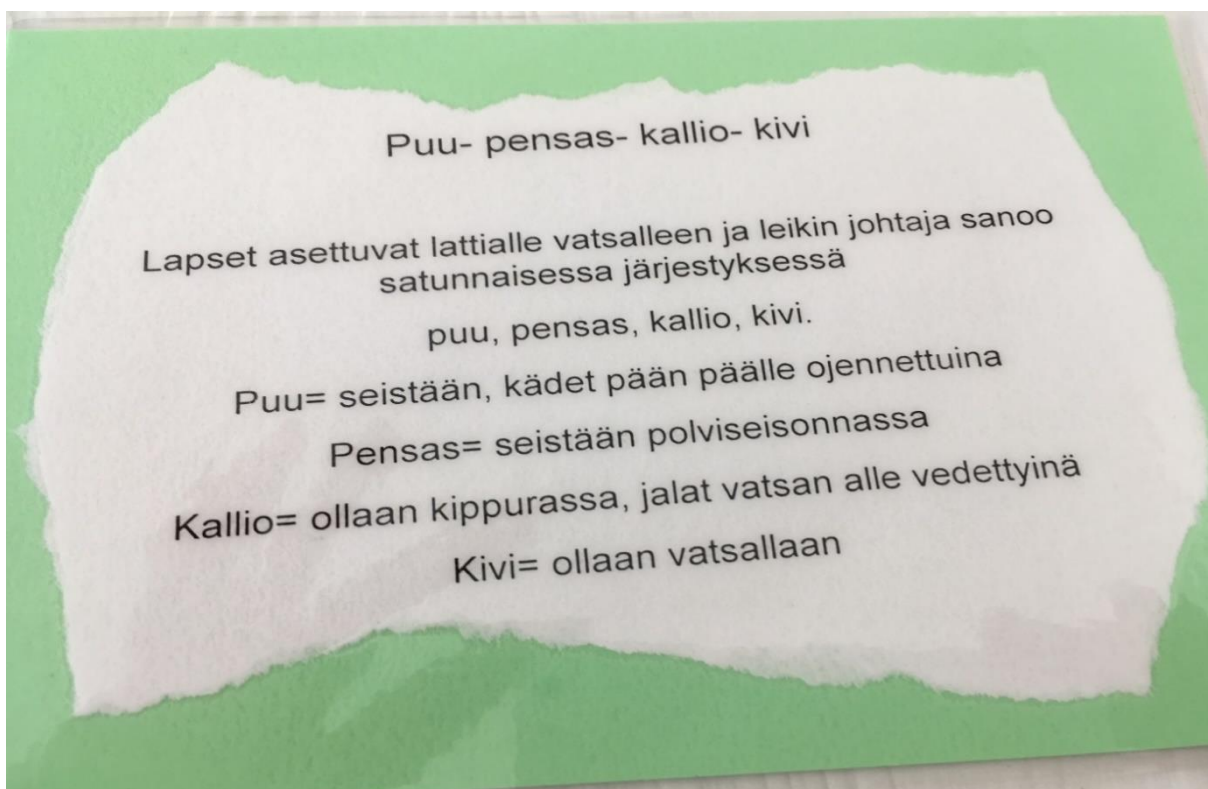 Puu- pensas- kallio- kivi
Lapset asettuvat lattialle vatsalleen ja leikin johtaja sanoo
satunnaisessa järjestyksessä
puu, pensas, kallio, kivi.
Puu= seistään, kädet pään päälle ojennettuina
Pensas= seistään polviseisonnassa
Kallio= ollaan kippurassa, jalat vatsan alle vedettyinä
Kivi= ollaan vatsallaan